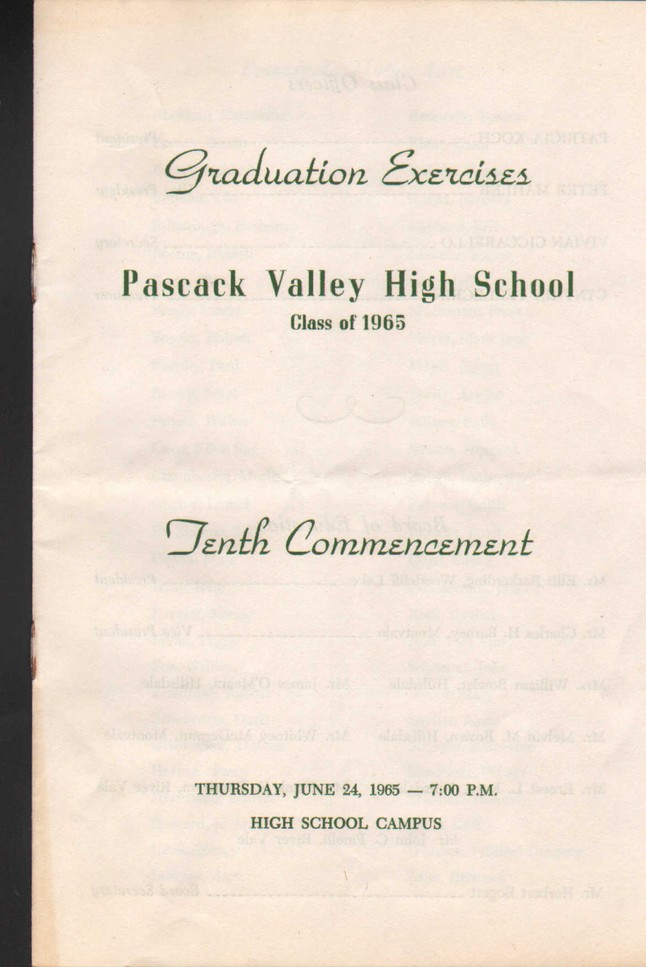 Graduation Exercises
Pascack Valley High School
Class of 1965
Tenth Commencement
THURSDAY, JUNE 24, 1965 — 7:00 P.M.
HIGH SCHOOL CAMPUS